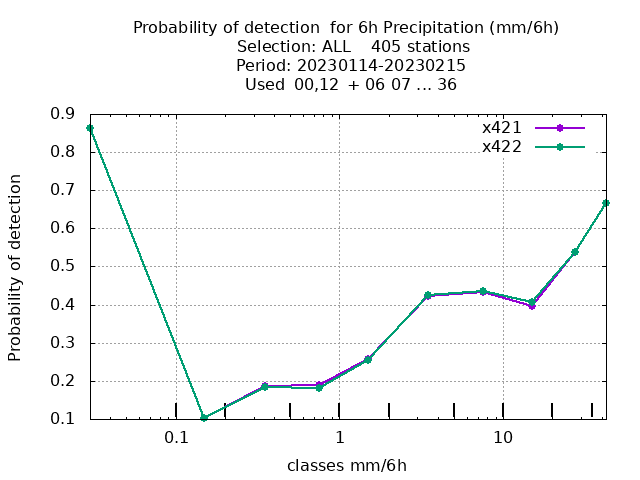 Probability of detection  for 6h Precipitation (mm/6h)
Selection: ALL    405 stations
Period: 20230114-20230215
Used  00,12  + 06 07 ... 36
x421
x422
Probability of detection
0.9
0.8
0.7
0.6
0.5
0.4
0.3
0.2
0.1
0.1 1 10
classes mm/6h